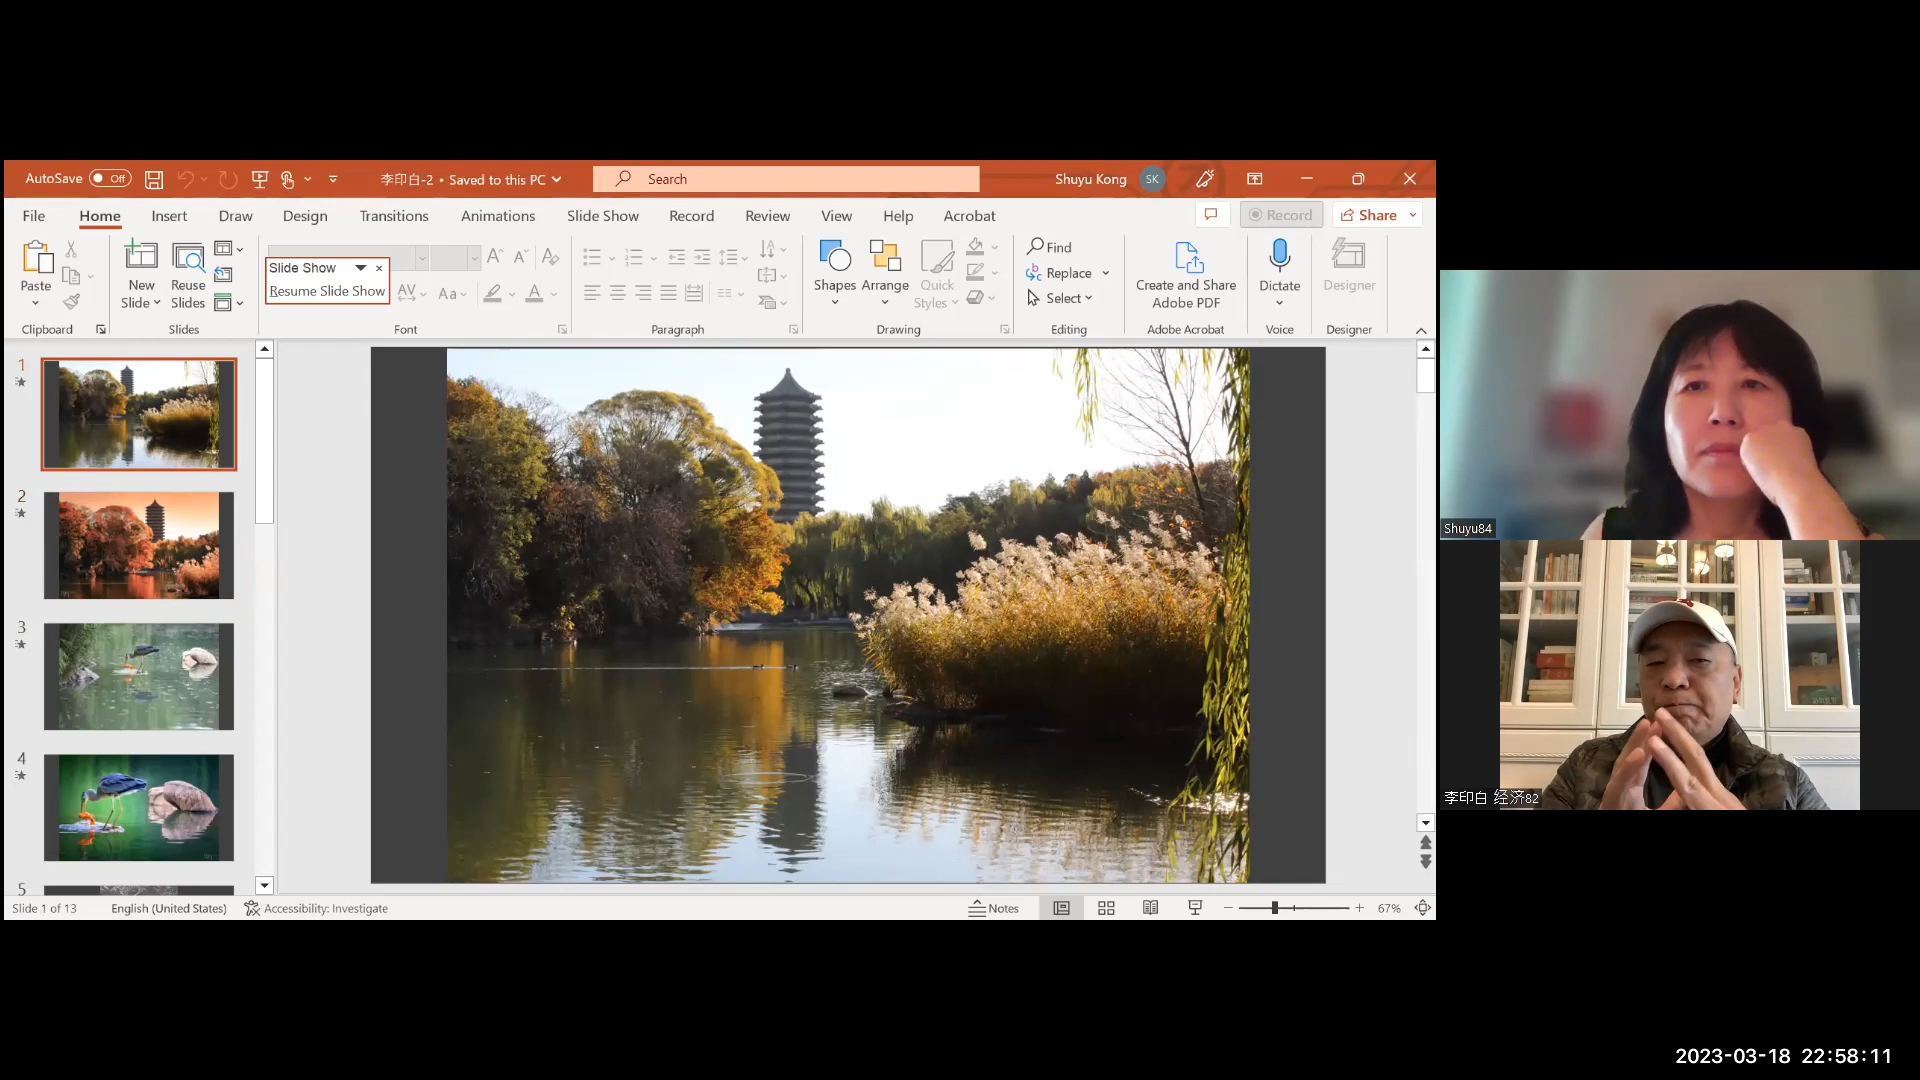 AutoSave Off 李印白-2 • Saved to this PC Search Shuyu Kong SK
File Home Insert Draw Design Transitions Animations Slide Show Record Review View Help Acrobat Record Share
Paste
New
Slide
Reuse
Slides
Slide Show
Resume Slide Show
Shapes
Arrange
Quick
Styles
Find
Replace
Select
Create and Share
Adobe PDF
Dictate
Designer
Clipboard Slides Font Paragraph Drawing Editing Adobe Acrobat Voice Designer
1
2
3
4
5
Slide 1 of 13 English (United States) Accessibility: Investigate Notes 67%
Shuyu84
李印白 经济82
2023-03-18 22:58:11